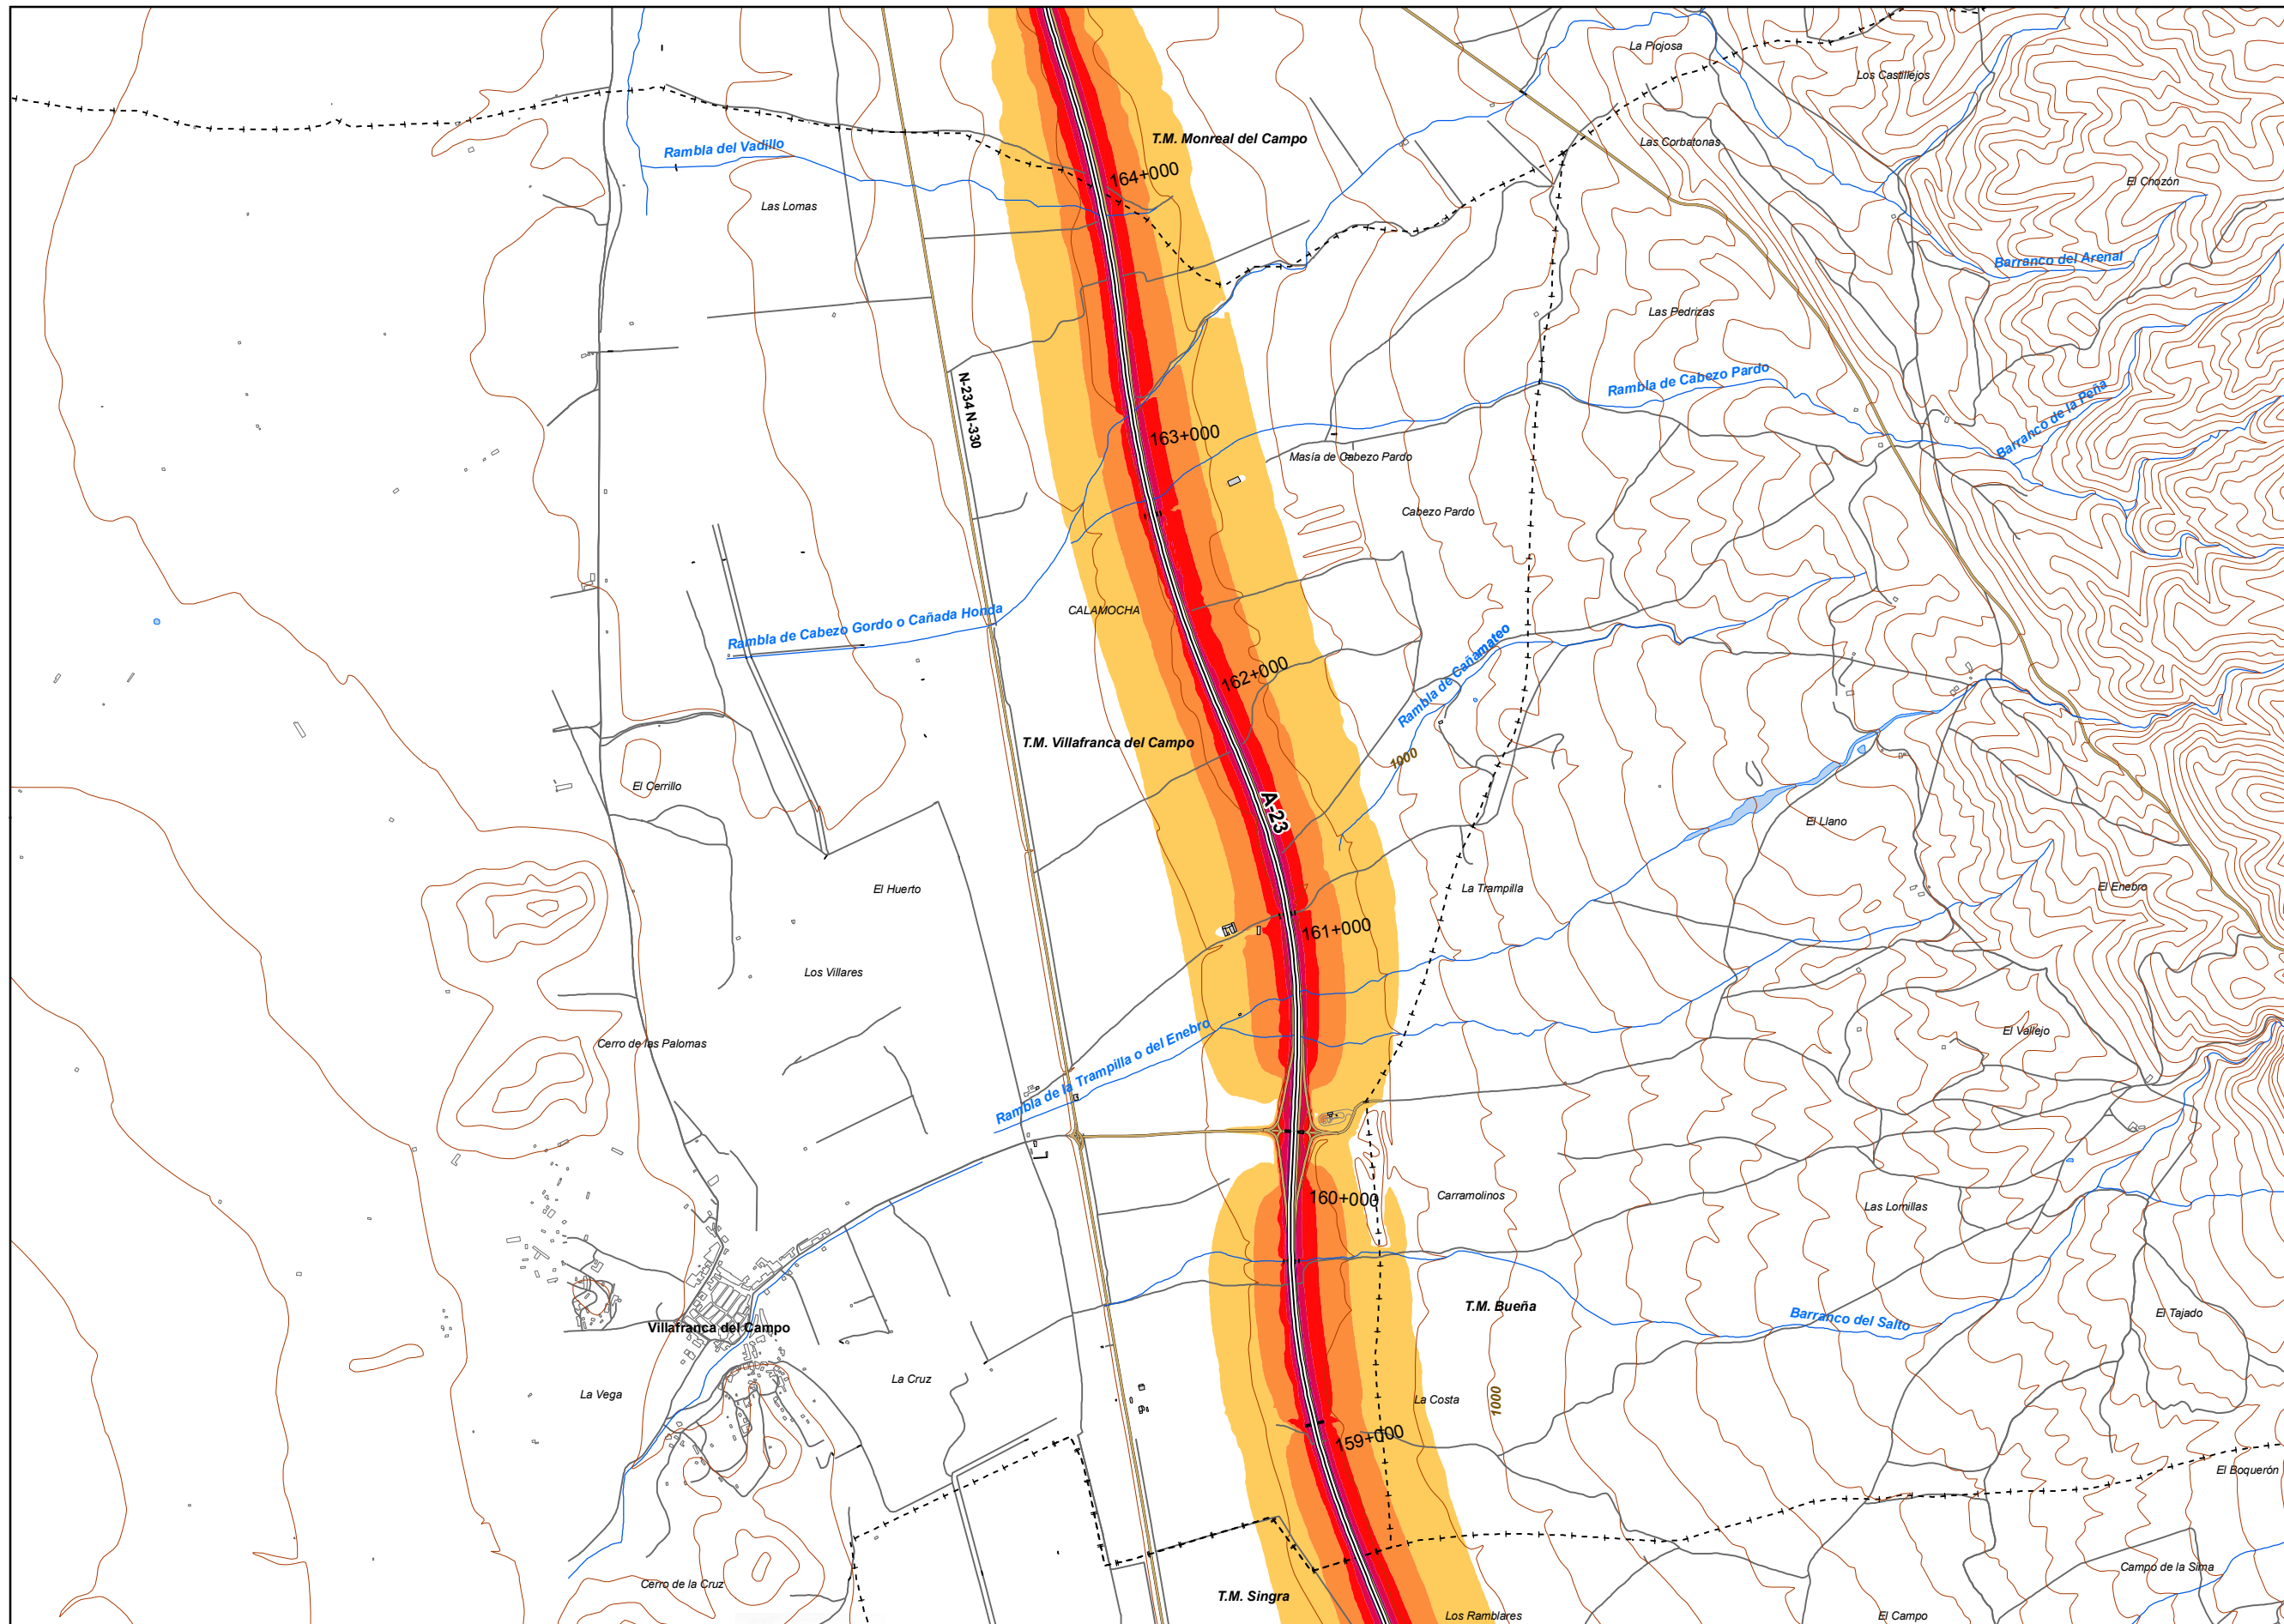 La Piojosa
Los Castillejos
T.M. Monreal del Campo
Rambla del Vadillo
Las Corbatonas
164+000
El Chozón
Las Lomas
Barranco del Arenal
Las Pedrizas
Rambla de Cabezo Pardo
N-234 N-330
Barranco de la Peña
163+000
Masía de Cabezo Pardo
Cabezo Pardo
CALAMOCHA
Rambla de Cabezo Gordo o Cañada Honda
Rambla de Cañamateo
162+000
T.M. Villafranca del Campo
1000
El Cerrillo
A-23
El Llano
El Huerto
La Trampilla
El Enebro
161+000
Los Villares
El Vallejo
Cerro de las Palomas
Rambla de la Trampilla o del Enebro
160+000
Carramolinos
Las Lomillas
T.M. Bueña
El Tajado
Barranco del Salto
Villafranca del Campo
La Cruz
La Vega
La Costa
1000
159+000
El Boquerón
Campo de la Sima
Cerro de la Cruz
T.M. Singra
Los Ramblares
El Campo